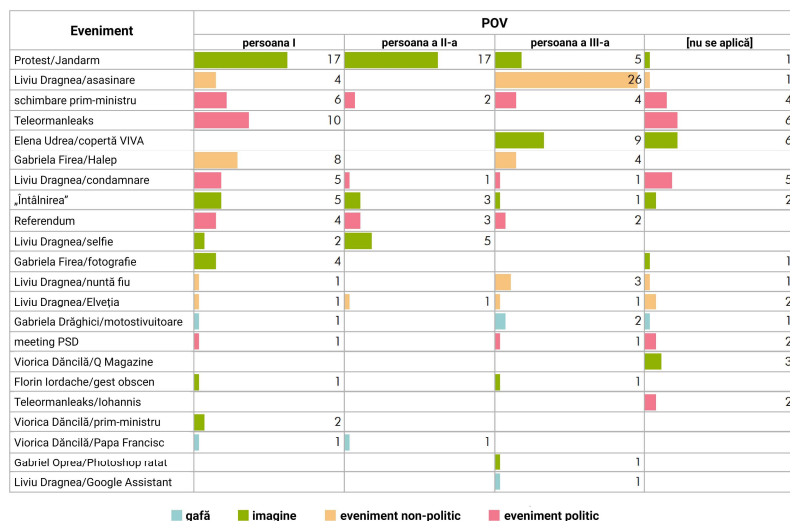 Eveniment
POV
persoana I persoana a II-a persoana a III-a [nu se aplică]
Protest/Jandarm 17 17 5 1
Liviu Dragnea/asasinare 4 26 1
schimbare prim-ministru 6 2 4 4
Teleormanleaks 10 6
Elena Udrea/copertă VIVA 9 6
Gabriela Firea/Halep 8 4
Liviu Dragnea/condamnare 5 1 1 5
„Întâlnirea” 5 3 1 2
Referendum 4 3 2
Liviu Dragnea/selfie 2 5
Gabriela Firea/fotografie 4 1
Liviu Dragnea/nuntă fiu 1 3 1
Liviu Dragnea/Elveția 1 1 1 2
Gabriela Drăghici/motostivuitoare 1 2 1
meeting PSD 1 1 2
Viorica Dăncilă/Q Magazine 3
Florin Iordache/gest obscen 1 1
Teleormanleaks/Iohannis 2
Viorica Dăncilă/prim-ministru 2
Viorica Dăncilă/Papa Francisc 1 1
Gabriel Oprea/Photoshop ratat 1
Liviu Dragnea/Google Assistant 1
gafă imagine eveniment non-politic eveniment politic